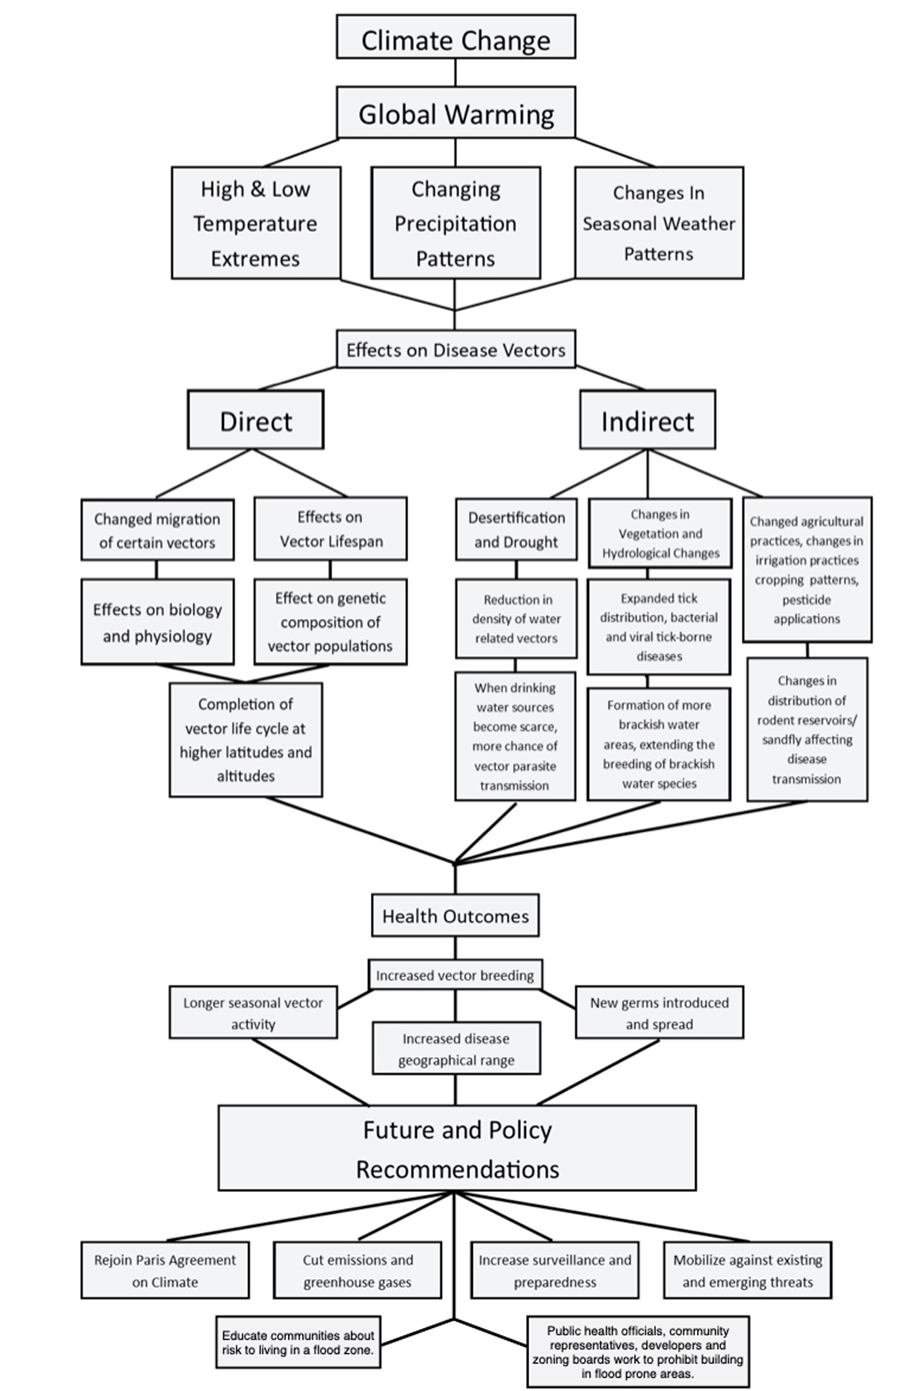 Climate Change
Global Warming
High & Low
Temperature
Extremes
Changing
Precipitation
Patterns
Changes In
Seasonal Weather
Patterns
Effects on Disease Vectors
Direct
Indirect
Changed migration
of certain vectors
Effects on
Vector Lifespan
Desertification
and Drought
Changes in
Vegetation and
Hydrological Changes
Changed agricultural
practices, changes in
irrigation practices
cropping patterns,
pesticide
applications
Effects on biology
and physiology
Effect on genetic
composition of
vector populations
Reduction in
density of water
related vectors
Expanded tick
distribution, bacterial
and viral tick-borne
diseases
Completion of
vector life cycle at
higher latitudes and
altitudes
When drinking
water sources
become scarce,
more chance of
vector parasite
transmission
Formation of more
brackish water
areas, extending the
breeding of brackish
water species
Changes in
distribution of
rodent reservoirs/
sandfly affecting
disease
transmission
Health Outcomes
Increased vector breeding
Longer seasonal vector
activity
Increased disease
geographical range
New germs introduced
and spread
Future and Policy
Recommendations
Rejoin Paris Agreement
on Climate
Cut emissions and
greenhouse gases
Increase surveillance and
preparedness
Mobilize against existing
and emerging threats
Educate communities about
risk to living in a flood zone.
Public health officials, community
representatives, developers and
zoning boards work to prohibit building
in flood prone areas.